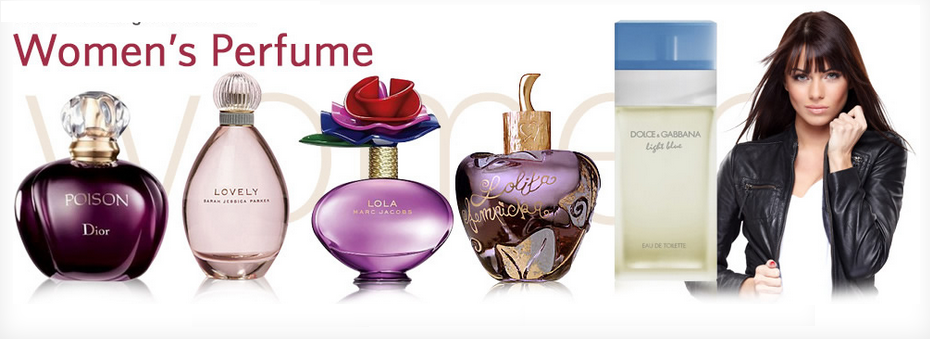 Women's Perfume
women
POISON
Dior
LOVELY
SARAH JESSICA PARKER
LOLA
MARC JACOBS
Lolita
Lempicka
DOLCE & GABBANA
light blue
EAU DE TOILETTE